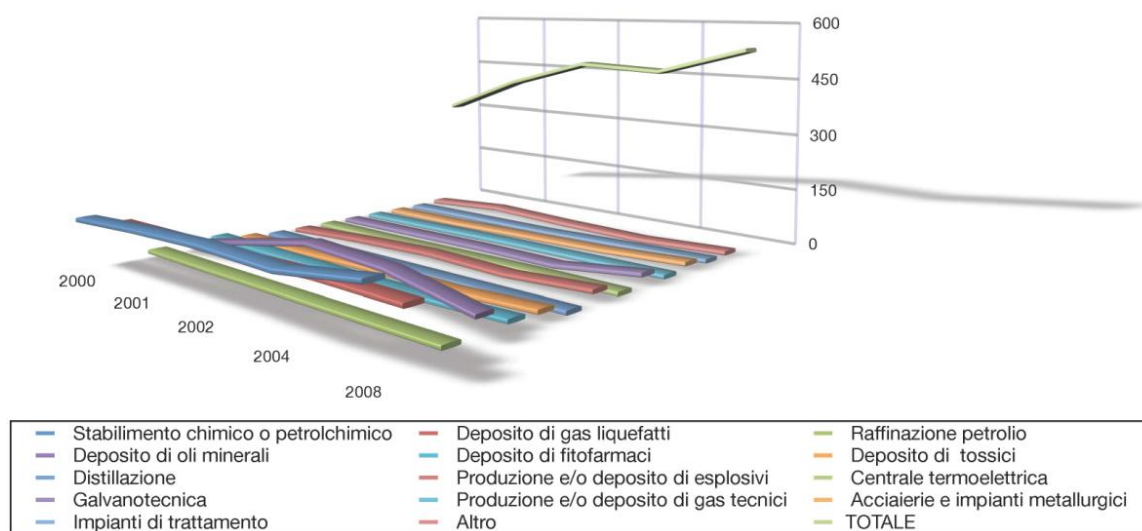 600
450
300
150
0
2000
2001
2002
2004
2008
Stabilimento chimico o petrolchimico
Deposito di gas liquefatti
Raffinazione petrolio
Deposito di oli minerali
Deposito di fitofarmaci
Deposito di tossici
Distillazione
Produzione e/o deposito di esplosivi
Centrale termoelettrica
Galvanotecnica
Produzione e/o deposito di gas tecnici
Acciaierie e impianti metallurgici
Impianti di trattamento
Altro
TOTALE